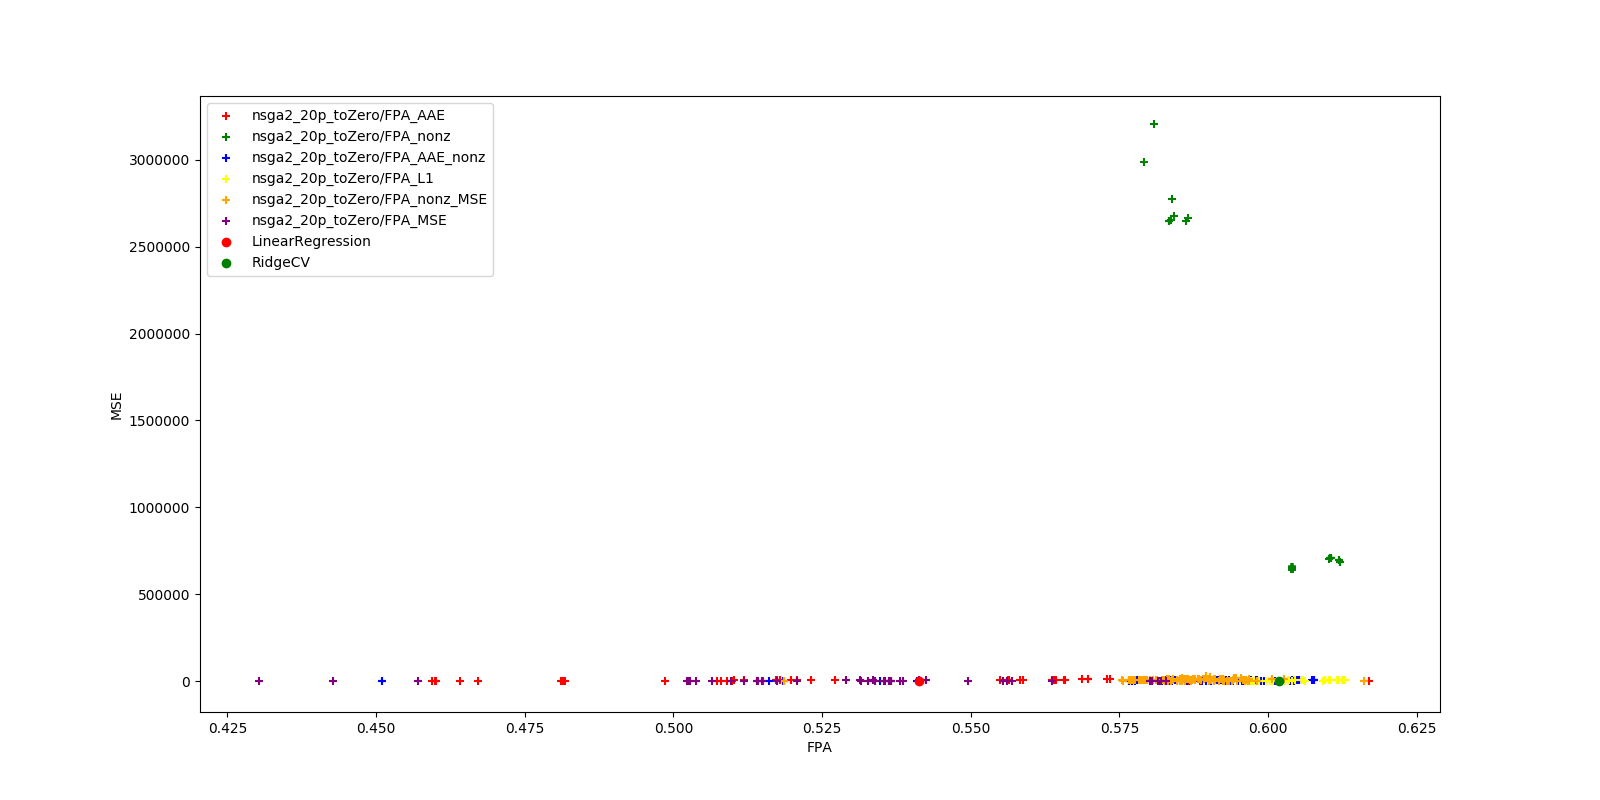 nsga2_20p_toZero/FPA_AAE
nsga2_20p_toZero/FPA_nonz
nsga2_20p_toZero/FPA_AAE_nonz
nsga2_20p_toZero/FPA_L1
nsga2_20p_toZero/FPA_nonz_MSE
nsga2_20p_toZero/FPA_MSE
LinearRegression
RidgeCV
3000000
2500000
2000000
1500000
1000000
500000
0
MSE
0.425 0.450 0.475 0.500 0.525 0.550 0.575 0.600 0.625
FPA